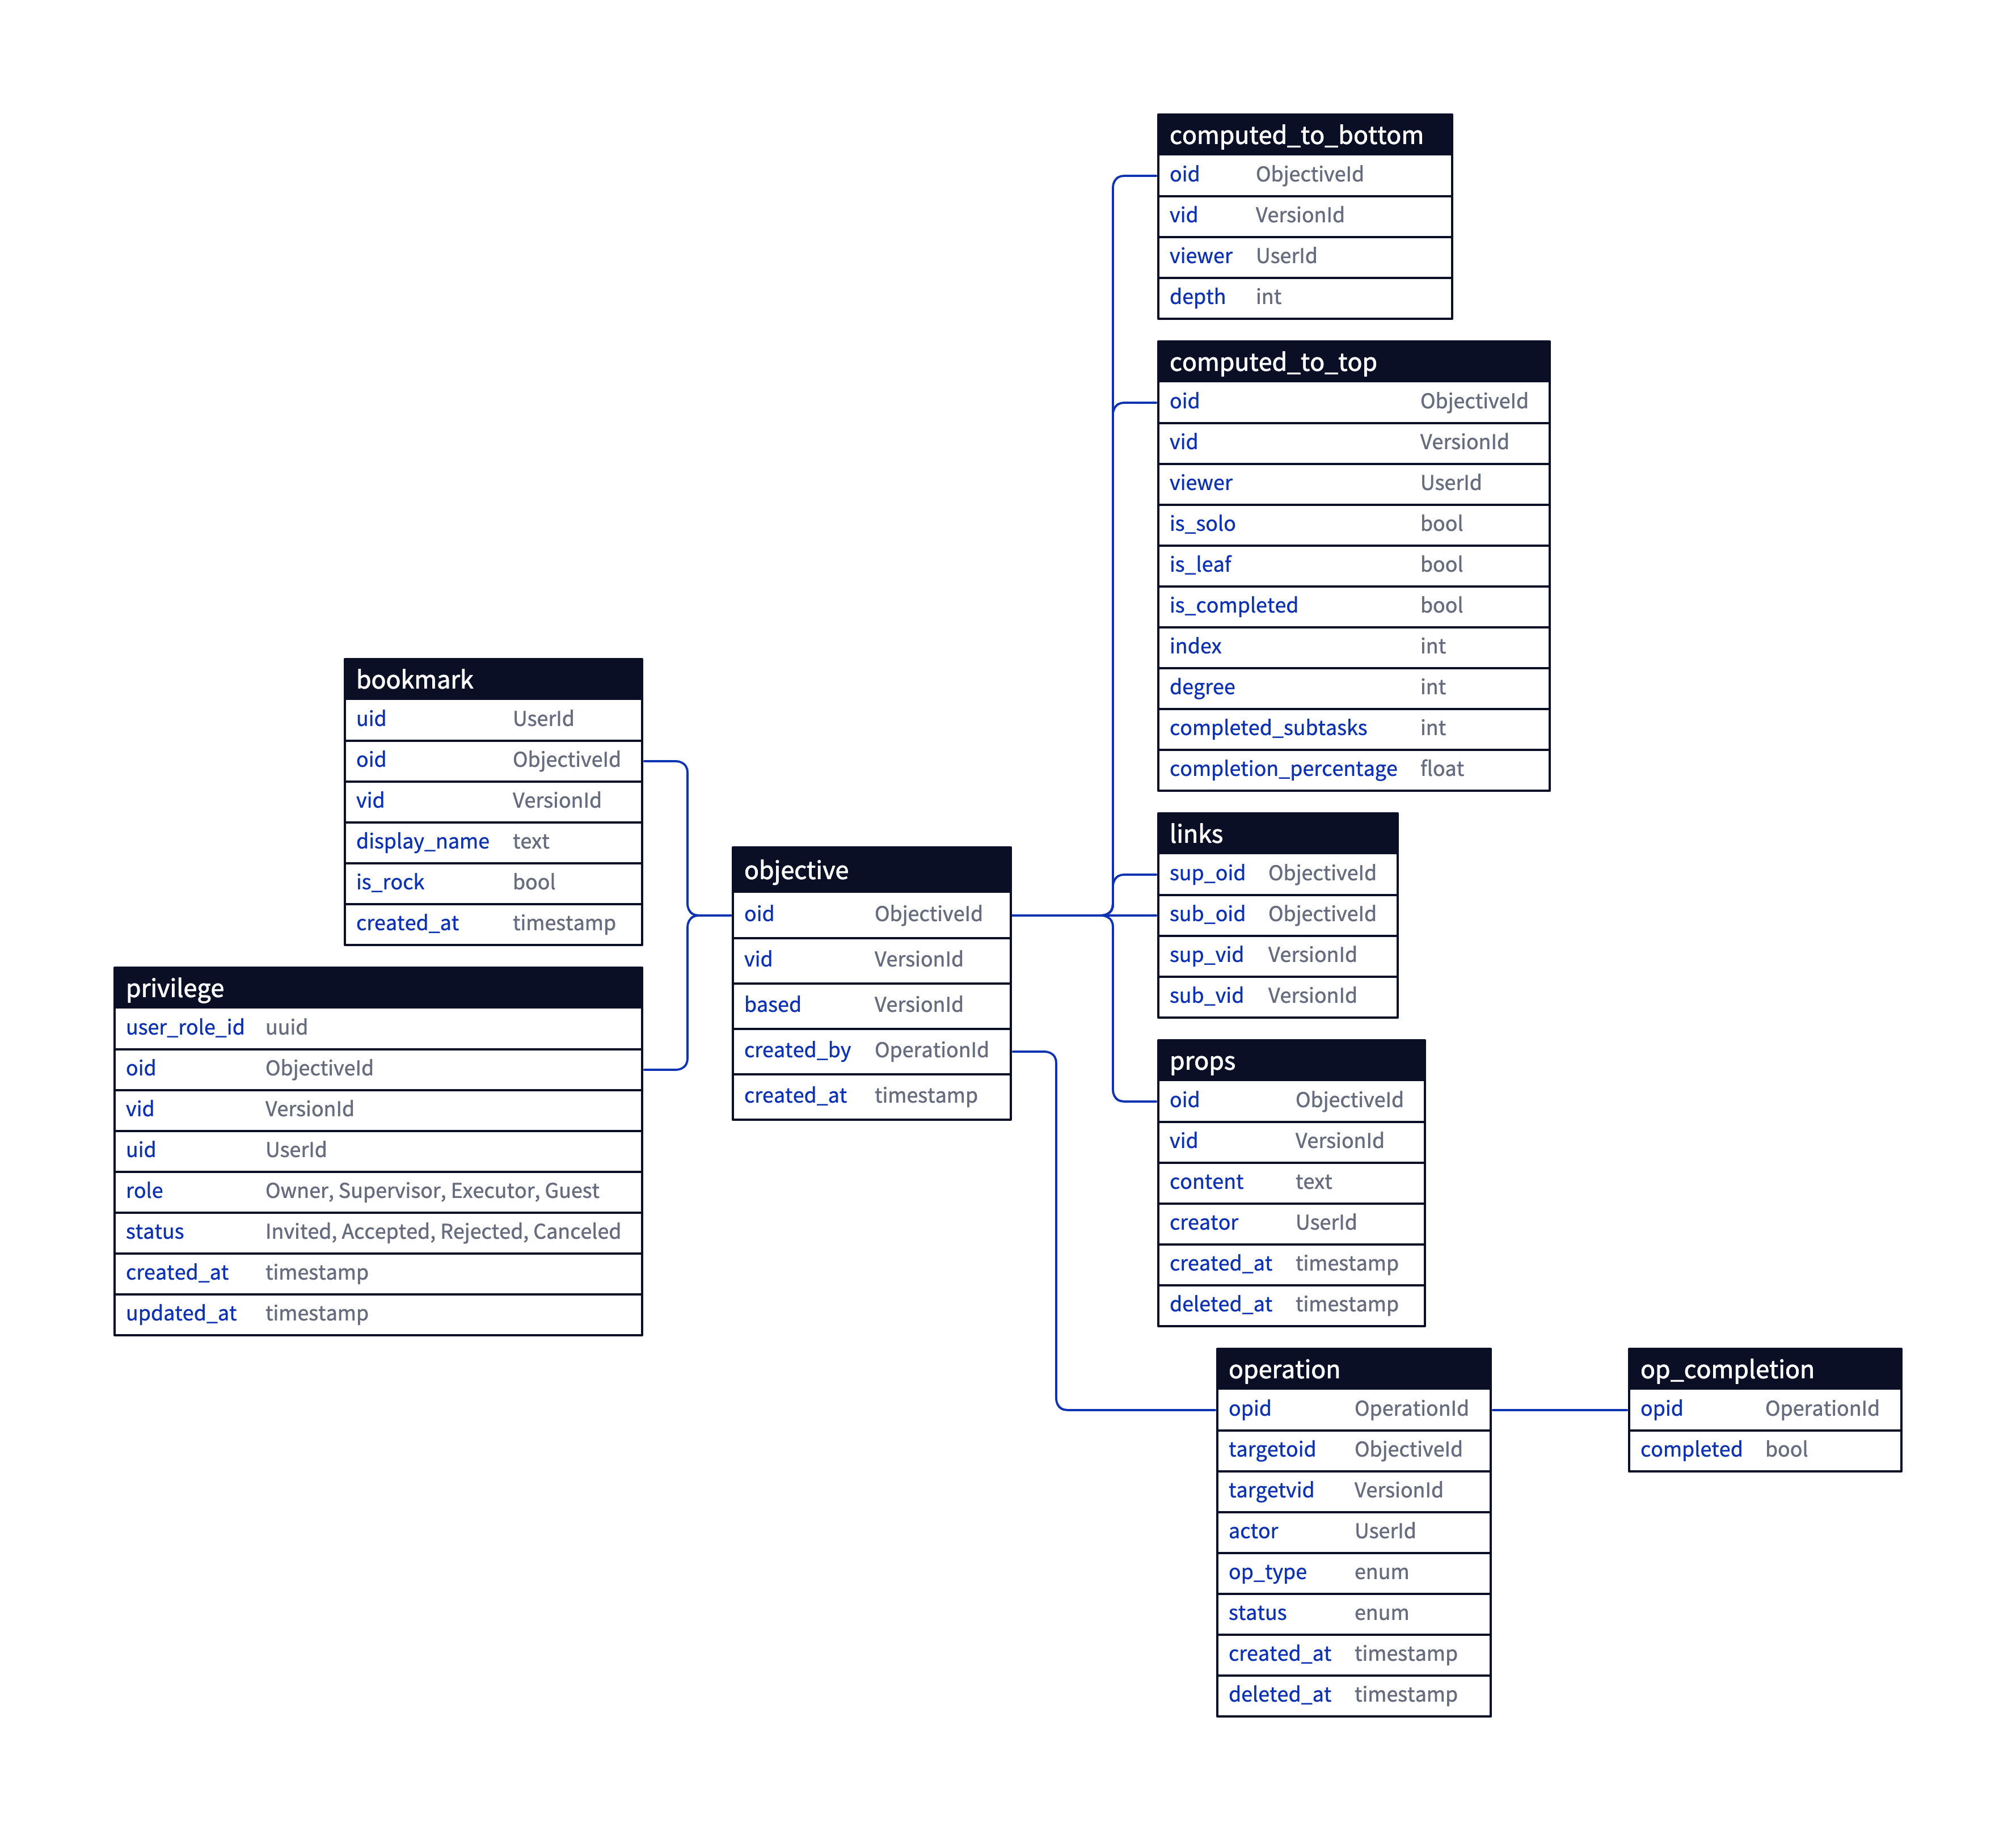 computed_to_bottom
oid ObjectiveId
vid VersionId
viewer UserId
depth int
computed_to_top
oid ObjectiveId
vid VersionId
viewer UserId
is_solo bool
is_leaf bool
is_completed bool
index int
degree int
completed_subtasks int
completion_percentage float
bookmark
uid UserId
oid ObjectiveId
vid VersionId
display_name text
is_rock bool
created_at timestamp
privilege
user_role_id uuid
oid ObjectiveId
vid VersionId
uid UserId
role Owner, Supervisor, Executor, Guest
status Invited, Accepted, Rejected, Canceled
created_at timestamp
updated_at timestamp
objective
oid ObjectiveId
vid VersionId
based VersionId
created_by OperationId
created_at timestamp
links
sup_oid ObjectiveId
sub_oid ObjectiveId
sup_vid VersionId
sub_vid VersionId
props
oid ObjectiveId
vid VersionId
content text
creator UserId
created_at timestamp
deleted_at timestamp
operation
opid OperationId
targetoid ObjectiveId
targetvid VersionId
actor UserId
op_type enum
status enum
created_at timestamp
deleted_at timestamp
op_completion
opid OperationId
completed bool